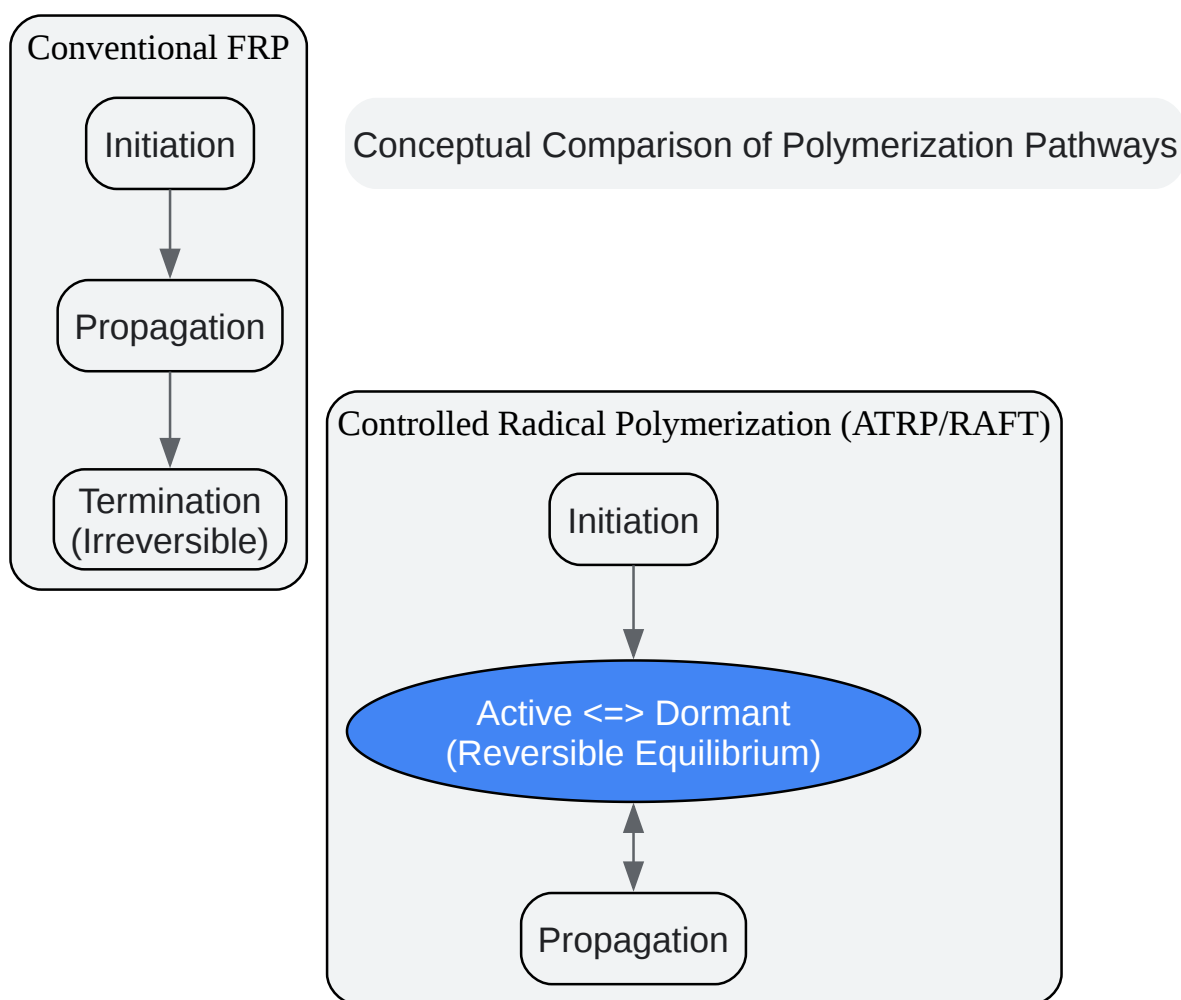 Conventional FRP
Initiation
Propagation
Termination
(Irreversible)
Conceptual Comparison of Polymerization Pathways
Controlled Radical Polymerization (ATRP/RAFT)
Initiation
Active <=> Dormant
(Reversible Equilibrium)
Propagation